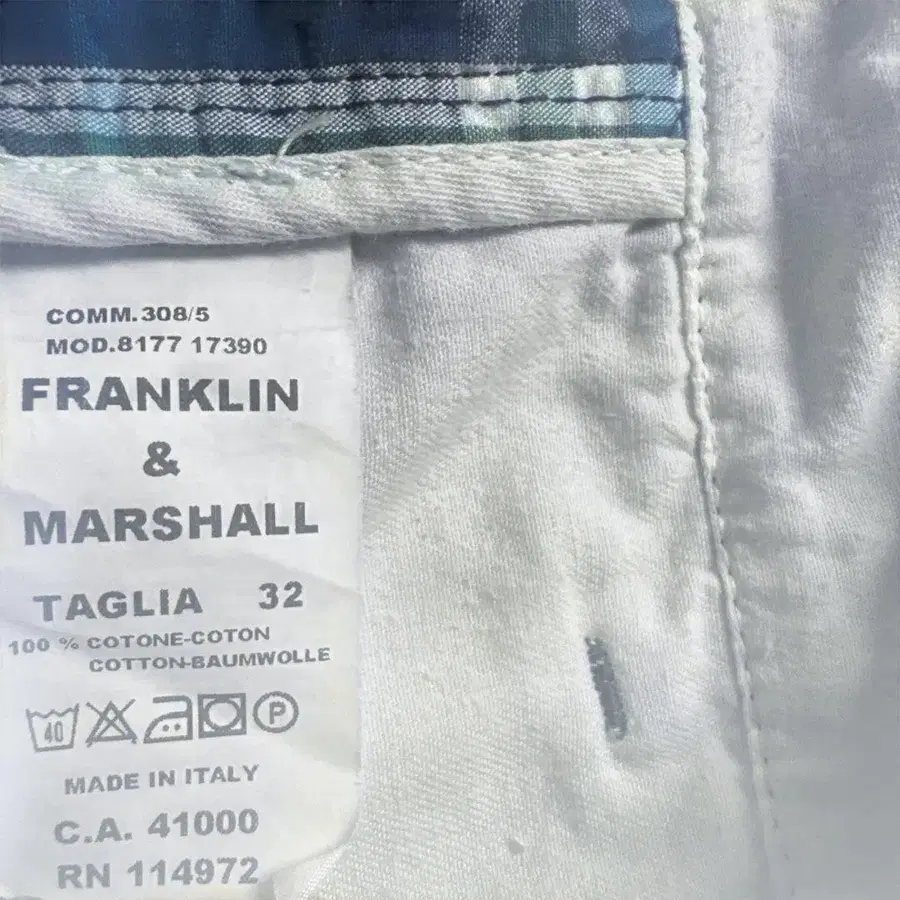 COMM.308/5
MOD.8177 17390
FRANKLIN
&
MARSHALL
TAGLIA 32
100 % COTONE-COTON
COTTON-BAUMWOLLE
40 P
MADE IN ITALY
C.A. 41000
RN 114972